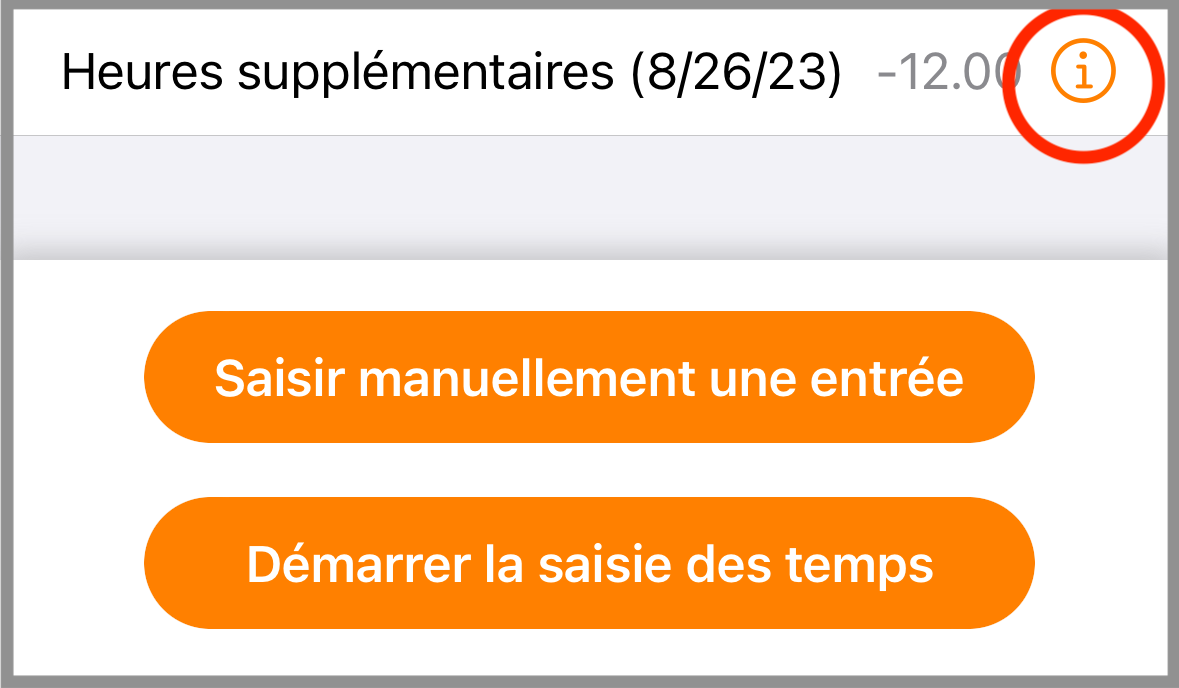 Heures supplémentaires (8/26/23) -12.00 i
Saisir manuellement une entrée
Démarrer la saisie des temps